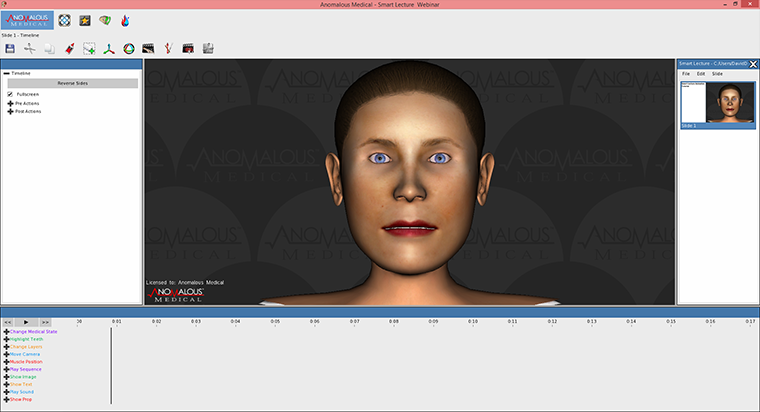 Anomalous Medical - Smart Lecture Webinar
ANOMALOUS
MEDICAL
Slide 1 - Timeline
Timeline
Reverse Sides
Fullscreen
Pre Actions
Post Actions
Licensed to: Anomalous Medical
ANOMALOUS
MEDICAL
Smart Lecture - C:/Users/David/D
File Edit Slide
Slide 1
<< >>
:00 0:01 0:02 0:03 0:04 0:05 0:06 0:07 0:08 0:09 0:10 0:11 0:12 0:13 0:14 0:15 0:16 0:17
Change Medical State
Highlight Teeth
Change Layers
Move Camera
Muscle Position
Play Sequence
Show Image
Show Text
Play Sound
Show Prop